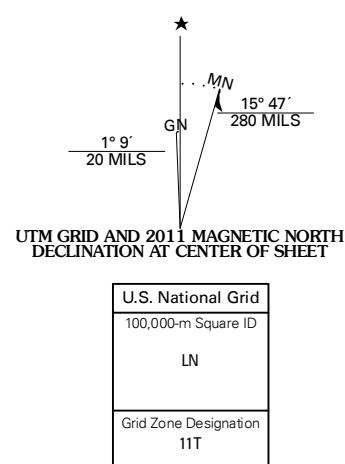 MN
GN
15° 47´
280 MILS
1° 9´
20 MILS
UTM GRID AND 2011 MAGNETIC NORTH
DECLINATION AT CENTER OF SHEET
U.S. National Grid
100,000-m Square ID
LN
Grid Zone Designation
11T